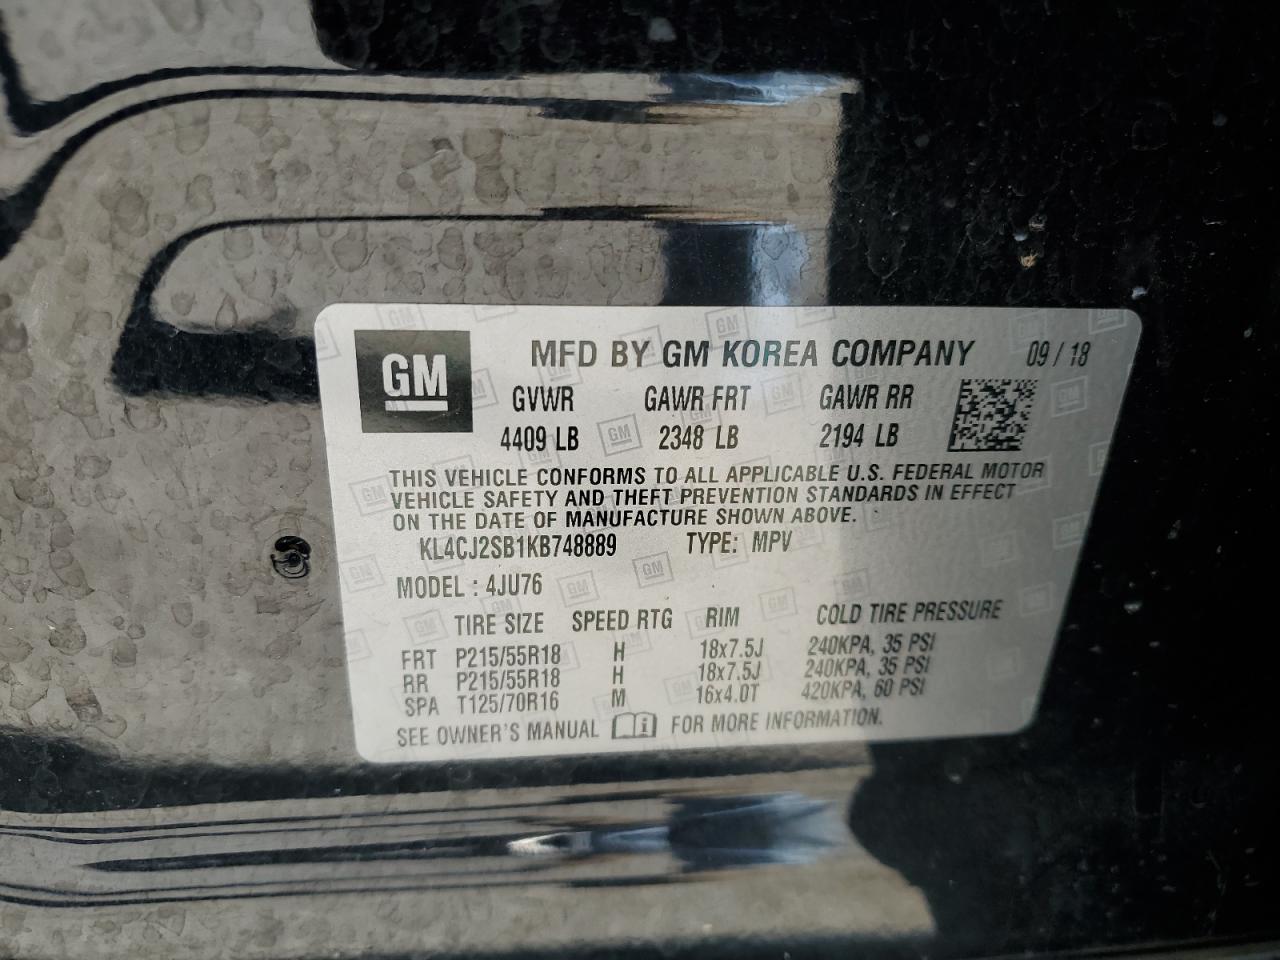 GM
MFD BY GM KOREA COMPANY 09 / 18
GVWR GAWR FRT GAWR RR
4409 LB 2348 LB 2194 LB
THIS VEHICLE CONFORMS TO ALL APPLICABLE U.S. FEDERAL MOTOR
VEHICLE SAFETY AND THEFT PREVENTION STANDARDS IN EFFECT
ON THE DATE OF MANUFACTURE SHOWN ABOVE.
KL4CJ2SB1KB748889 TYPE: MPV
MODEL : 4JU76
TIRE SIZE SPEED RTG RIM COLD TIRE PRESSURE
FRT P215/55R18 H 18x7.5J 240KPA, 35 PSI
RR P215/55R18 H 18x7.5J 240KPA, 35 PSI
SPA T125/70R16 M 16x4.0T 420KPA, 60 PSI
SEE OWNER'S MANUAL FOR MORE INFORMATION.